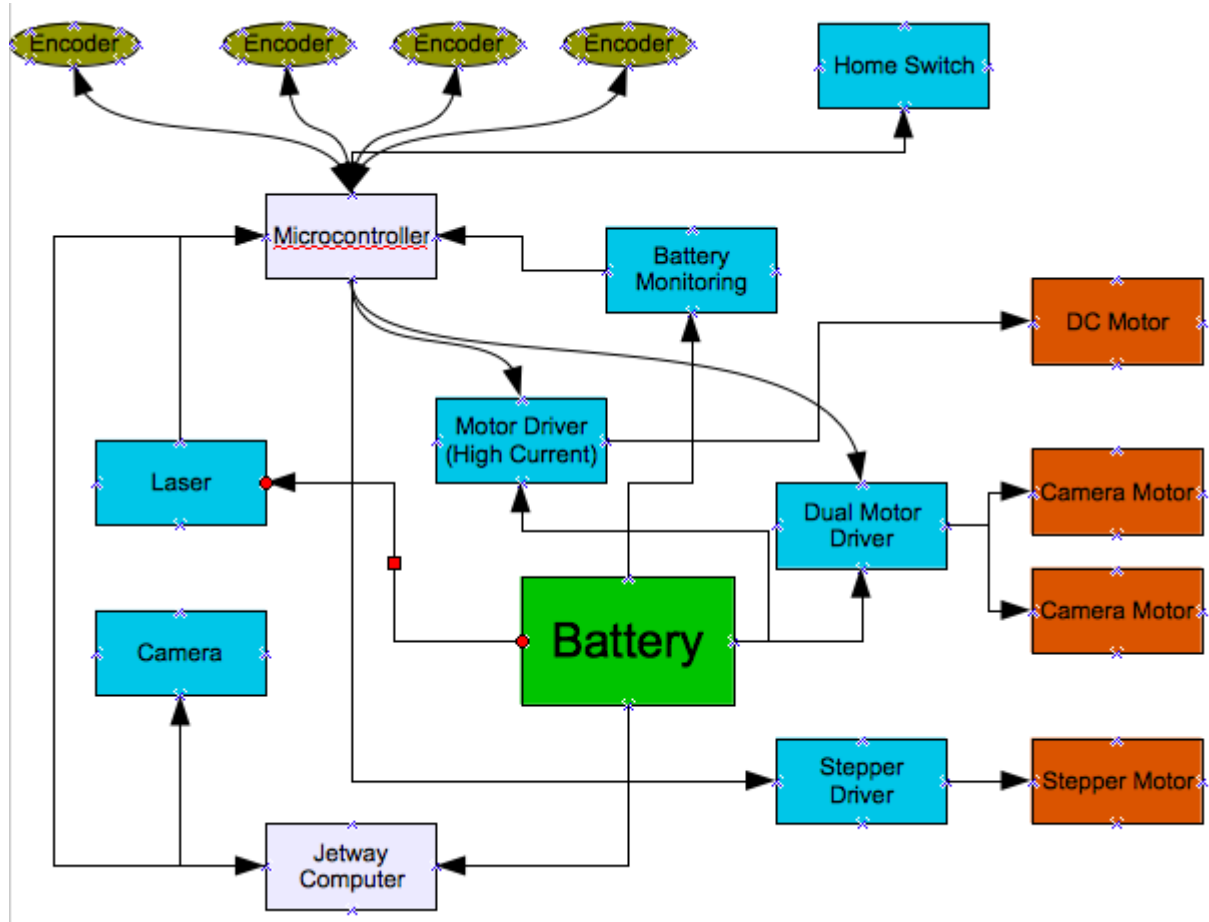 Encoder
Encoder
Encoder
Encoder
Home Switch
Microcontroller
Battery
Monitoring
DC Motor
Motor Driver
(High Current)
Laser
Dual Motor
Driver
Camera Motor
Camera Motor
Battery
Camera
Stepper
Driver
Stepper Motor
Jetway
Computer